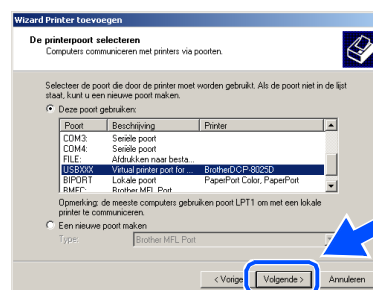 Wizard Printer toevoegen
De printerpoort selecteren
Computers communiceren met printers via poorten.
Selecteer de poort die door de printer moet worden gebruikt. Als de poort niet in de lijst
staat, kunt u een nieuwe poort maken.
Deze poort gebruiken:
Poort Beschrijving Printer
COM3: Seriële poort
COM4: Seriële poort
FILE: Afdrukken naar besta...
USBXXX Virtual printer port for ... BrotherDCP-8025D
BIPORT Lokale poort PaperPort Color, PaperPort
BMFC: Brother MFL Port
Opmerking: de meeste computers gebruiken poort LPT1 om met een lokale
printer te communiceren.
Een nieuwe poort maken
Type: Brother MFL Port
< Vorige Volgende > Annuleren